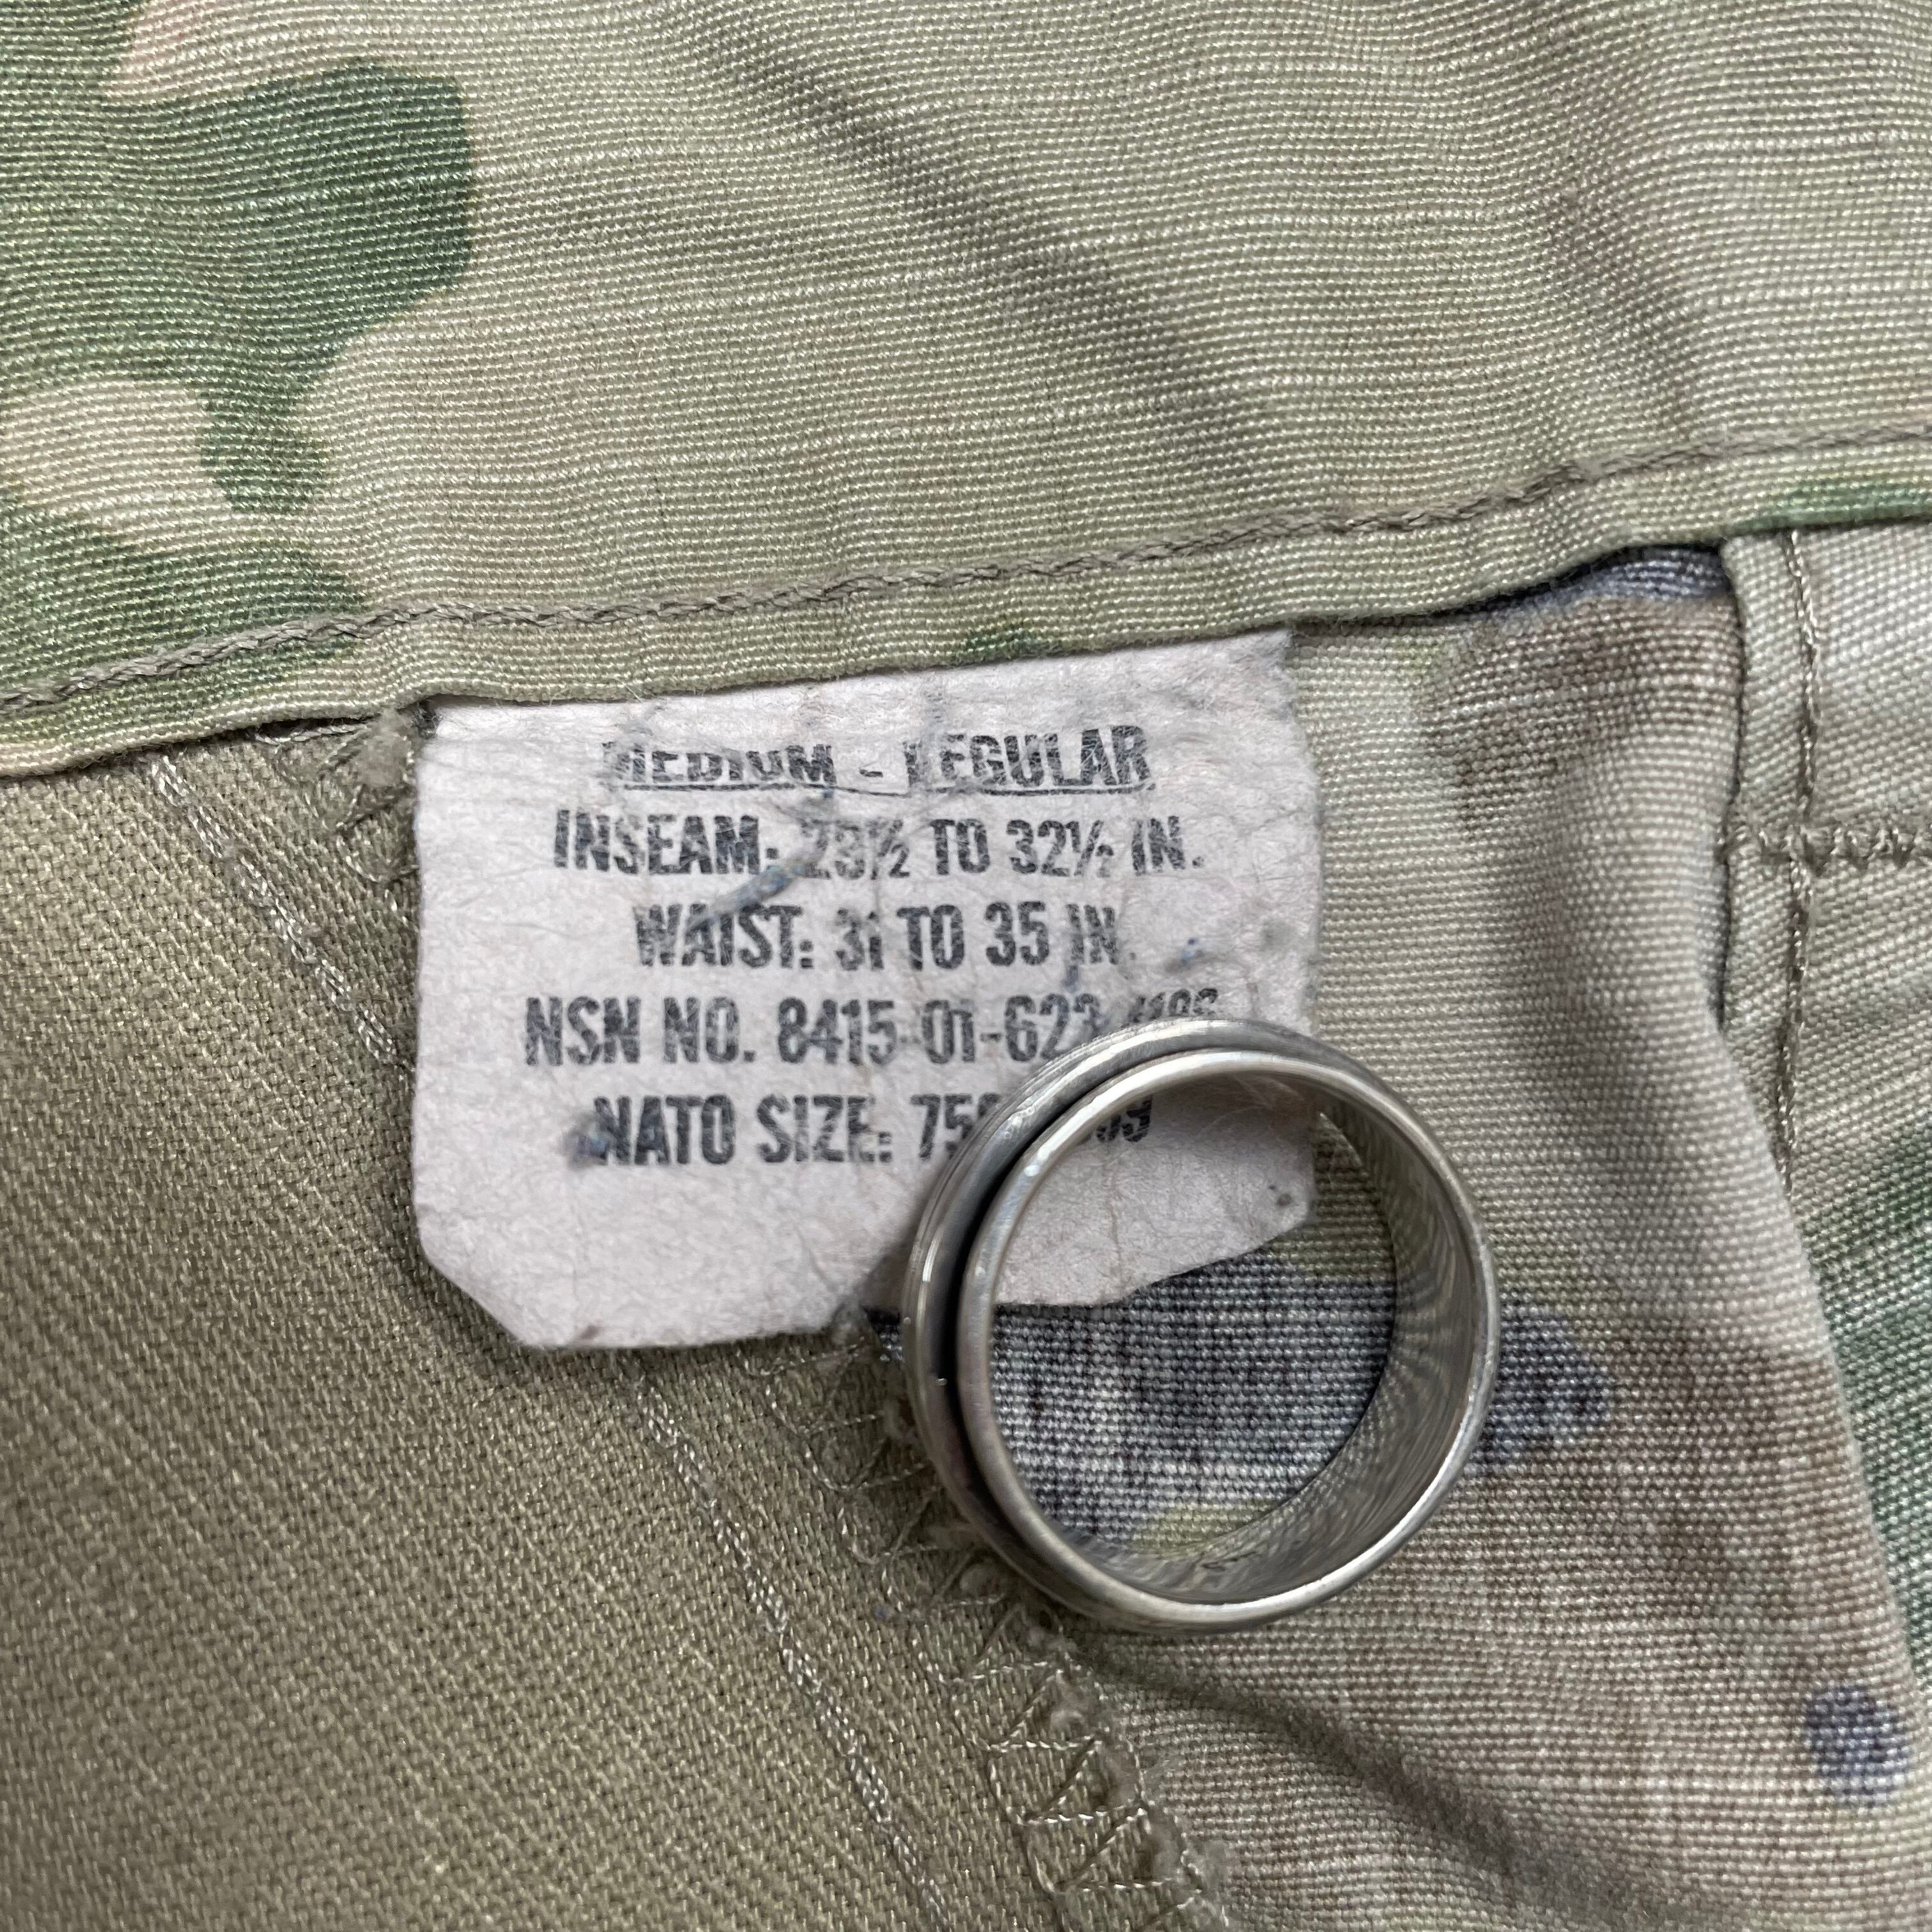 MEDIUM - REGULAR
INSEAM: 29½ TO 32½ IN.
WAIST: 31 TO 35 IN.
NSN NO. 8415-01-623
NATO SIZE: